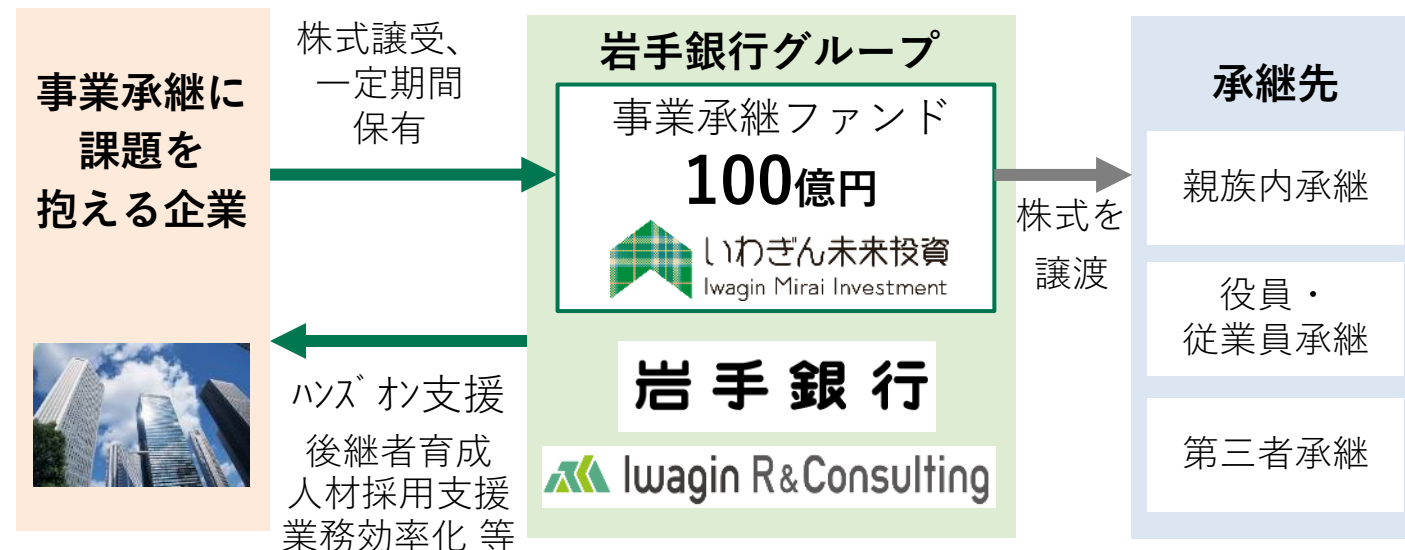 事業承継に
課題を
抱える企業
株式譲受、
一定期間
保有
ﾊﾝｽﾞｵﾝ支援
後継者育成
人材採用支援
業務効率化 等
岩手銀行グループ
事業承継ファンド
100億円
いわぎん未来投資
Iwagin Mirai Investment
岩手銀行
Iwagin R&Consulting
株式を
譲渡
承継先
親族内承継
役員・
従業員承継
第三者承継